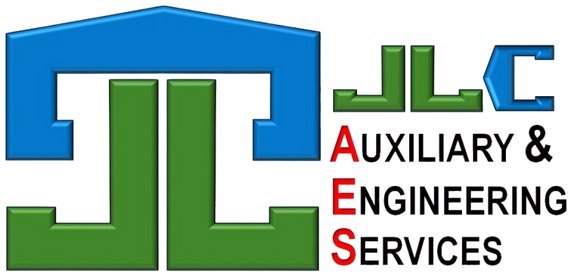 JLC
AUXILIARY &
ENGINEERING
SERVICES